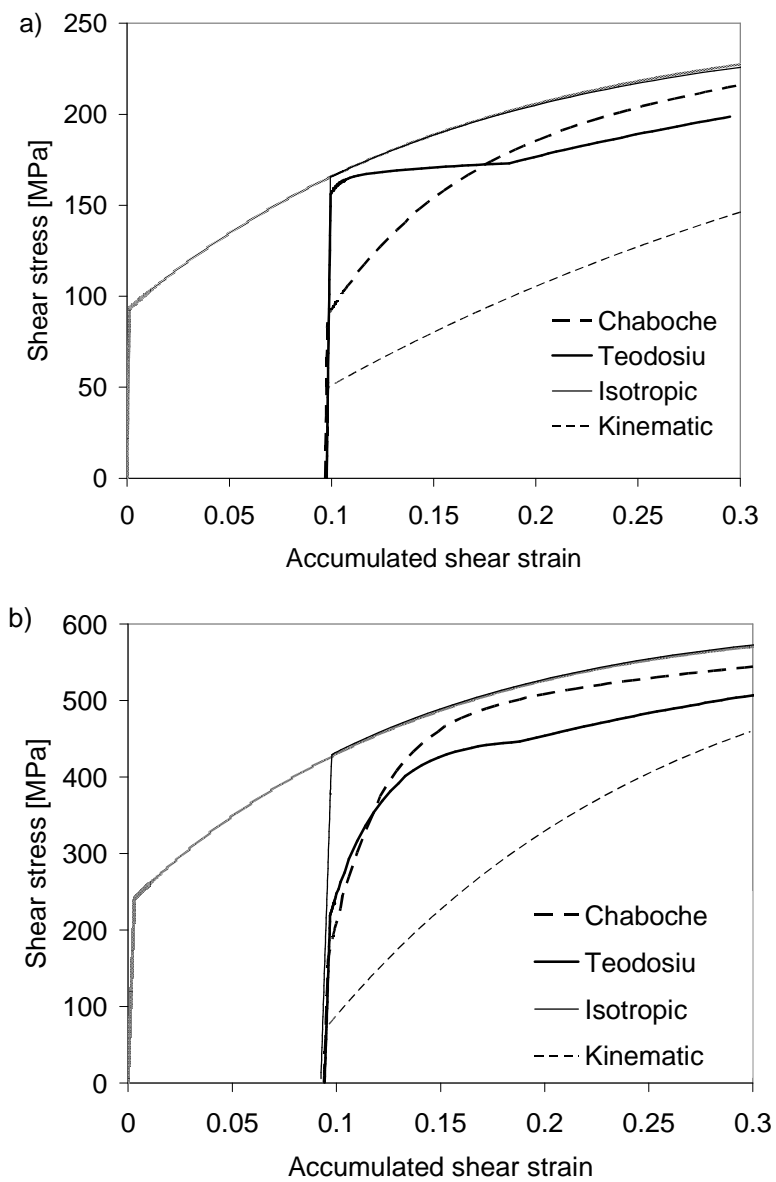 a)
250
200
150
100
50
0
Shear stress [MPa]
0 0.05 0.1 0.15 0.2 0.25 0.3
Accumulated shear strain
Chaboche
Teodosiu
Isotropic
Kinematic
b)
600
500
400
300
200
100
0
Shear stress [MPa]
0 0.05 0.1 0.15 0.2 0.25 0.3
Accumulated shear strain
Chaboche
Teodosiu
Isotropic
Kinematic